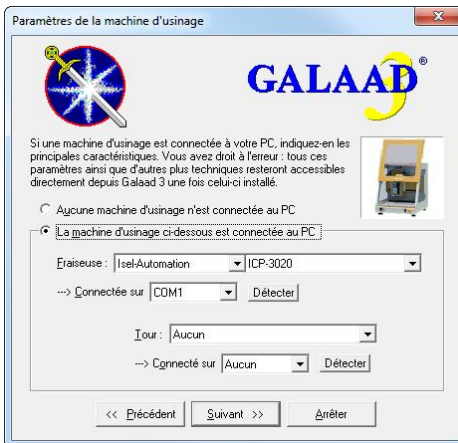 Paramètres de la machine d'usinage
GALAAD®
3
Si une machine d'usinage est connectée à votre PC, indiquez-en les
principales caractéristiques. Vous avez droit à l'erreur : tous ces
paramètres ainsi que d'autres plus techniques resteront accessibles
directement depuis Galaad 3 une fois celui-ci installé.
Aucune machine d'usinage n'est connectée au PC
La machine d'usinage ci-dessous est connectée au PC
Fraiseuse : Isel-Automation ICP-3020
---> Connectée sur COM1 Détecter
Tour : Aucun
--> Connecté sur Aucun Détecter
<< Précédent Suivant >> Arrêter